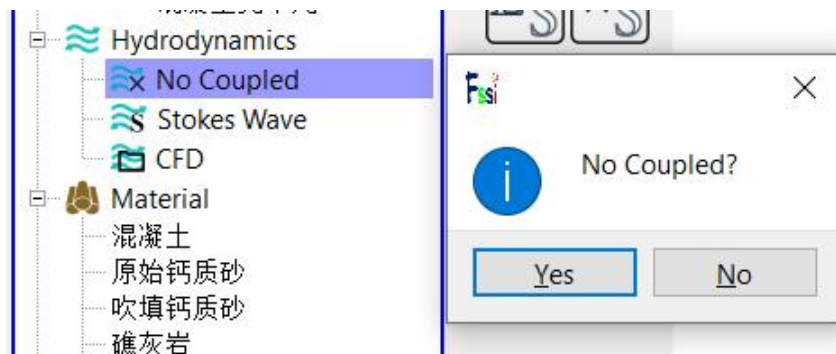 Hydrodynamics
No Coupled
Stokes Wave
CFD
Material
混凝土
原始钙质砂
吹填钙质砂
礁灰岩
Fssi
No Coupled?
Yes
No